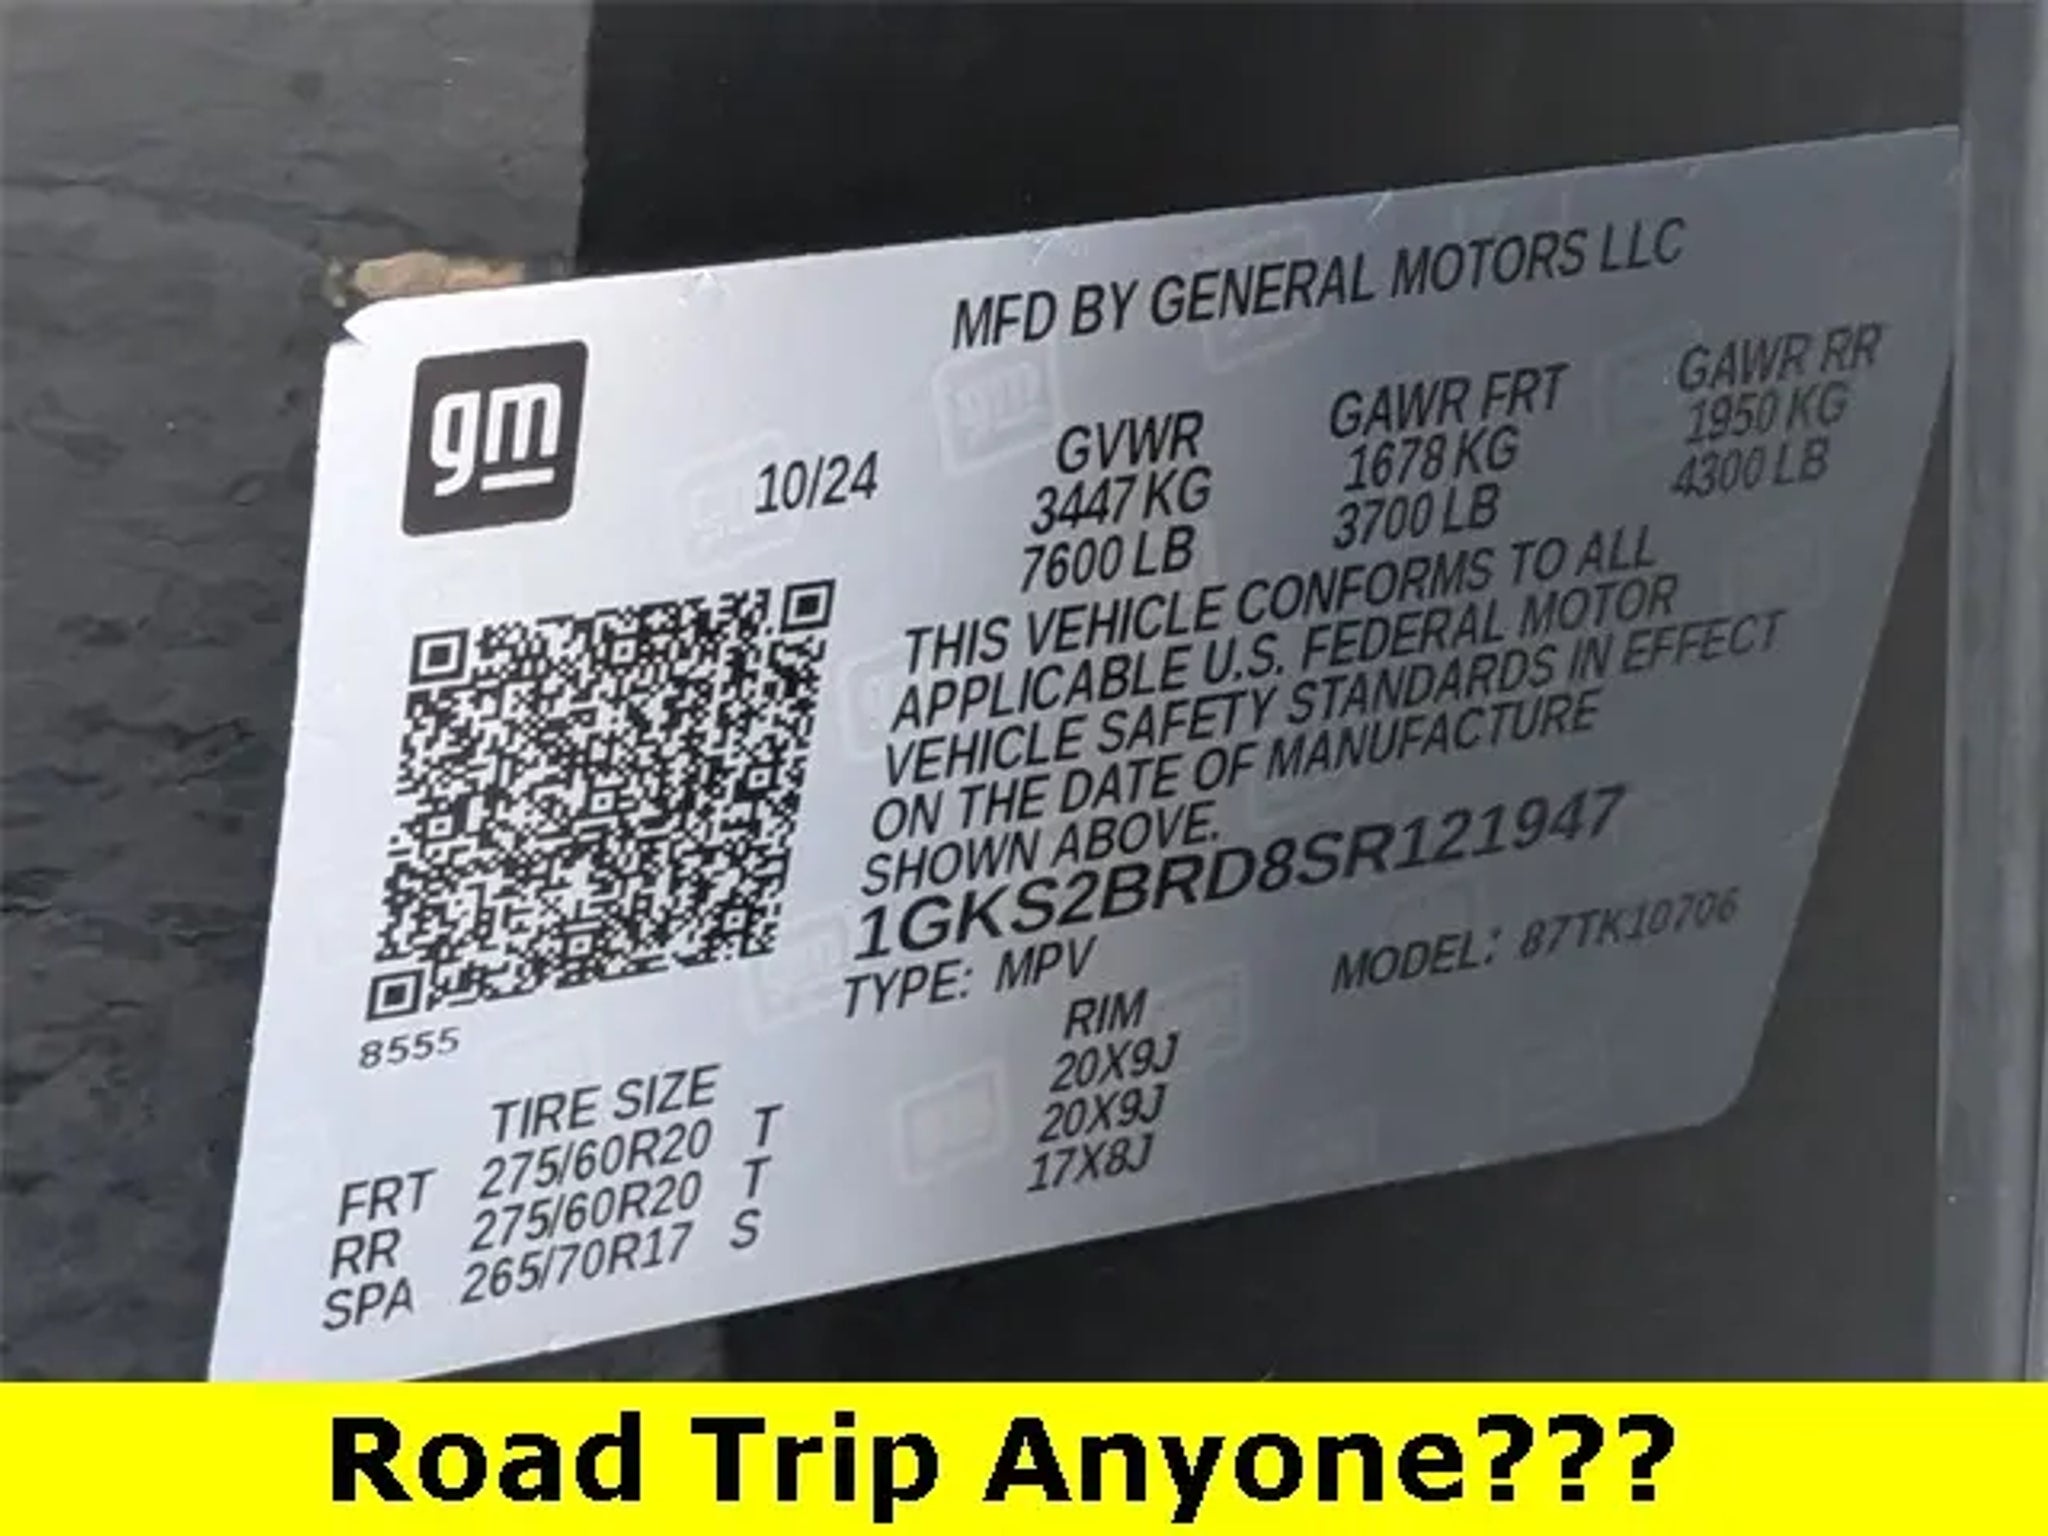 MFD BY GENERAL MOTORS LLC
gm
10/24
GVWR
3447 KG
7600 LB
GAWR FRT
1678 KG
3700 LB
GAWR RR
1950 KG
4300 LB
THIS VEHICLE CONFORMS TO ALL
APPLICABLE U.S. FEDERAL MOTOR
VEHICLE SAFETY STANDARDS IN EFFECT
ON THE DATE OF MANUFACTURE
SHOWN ABOVE.
1GKS2BRD8SR121947
TYPE: MPV MODEL: 87TK10706
8555
TIRE SIZE RIM
FRT 275/60R20 T 20X9J
RR 275/60R20 T 20X9J
SPA 265/70R17 S 17X8J
Road Trip Anyone???